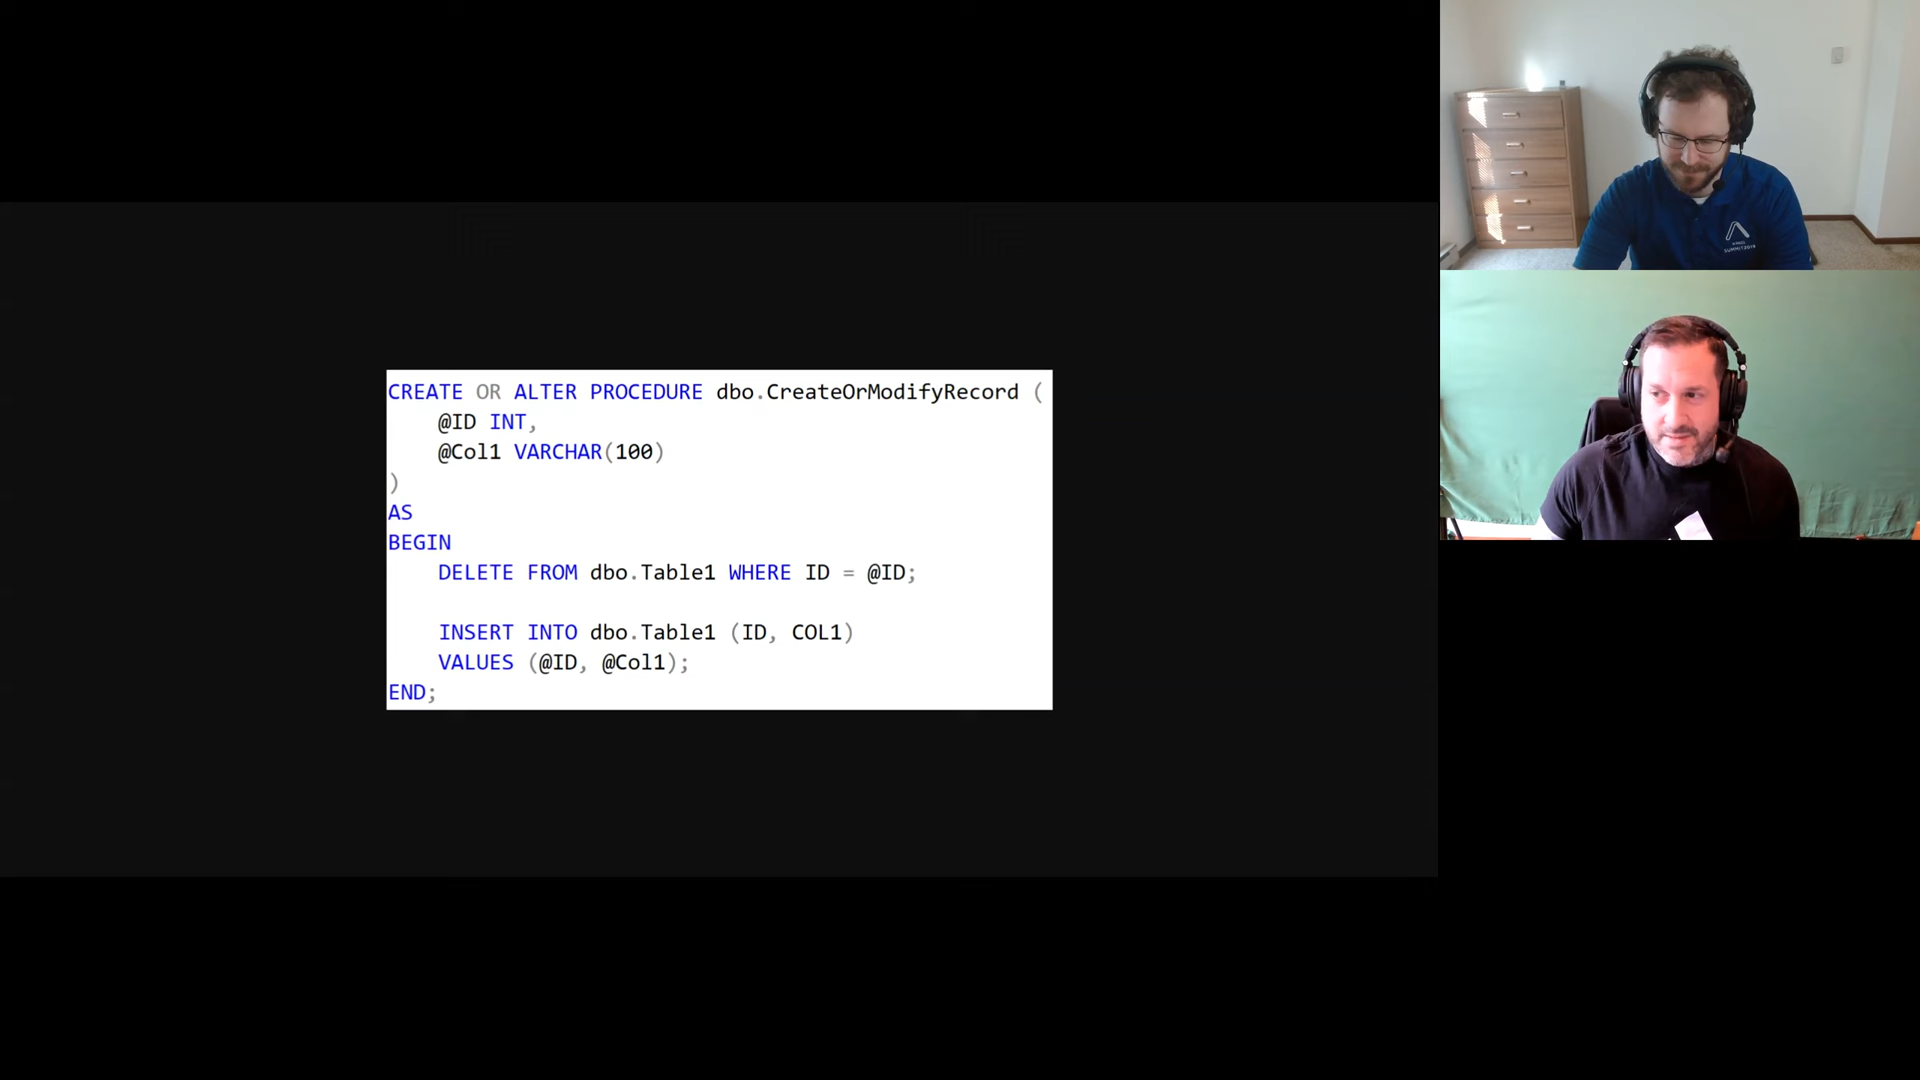 CREATE OR ALTER PROCEDURE dbo.CreateOrModifyRecord (
    @ID INT,
    @Col1 VARCHAR(100)
)
AS
BEGIN
    DELETE FROM dbo.Table1 WHERE ID = @ID;
    INSERT INTO dbo.Table1 (ID, COL1)
    VALUES (@ID, @Col1);
END;
SUMMIT2019